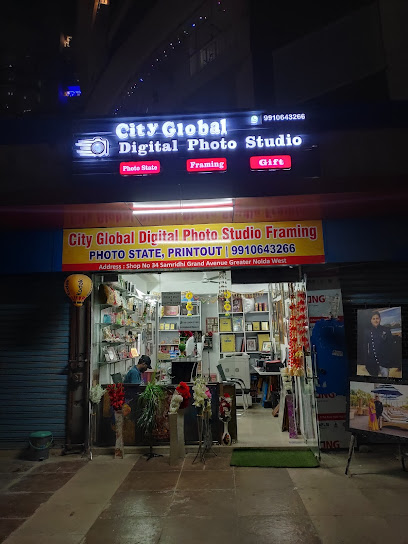 City Global
9910643266
Digital Photo Studio
Photo State
Framing
Gift
City Global Digital Photo Studio Framing
PHOTO STATE, PRINTOUT | 9910643266
Address : Shop No 34 Samridhi Grand Avenue Greater Noida West